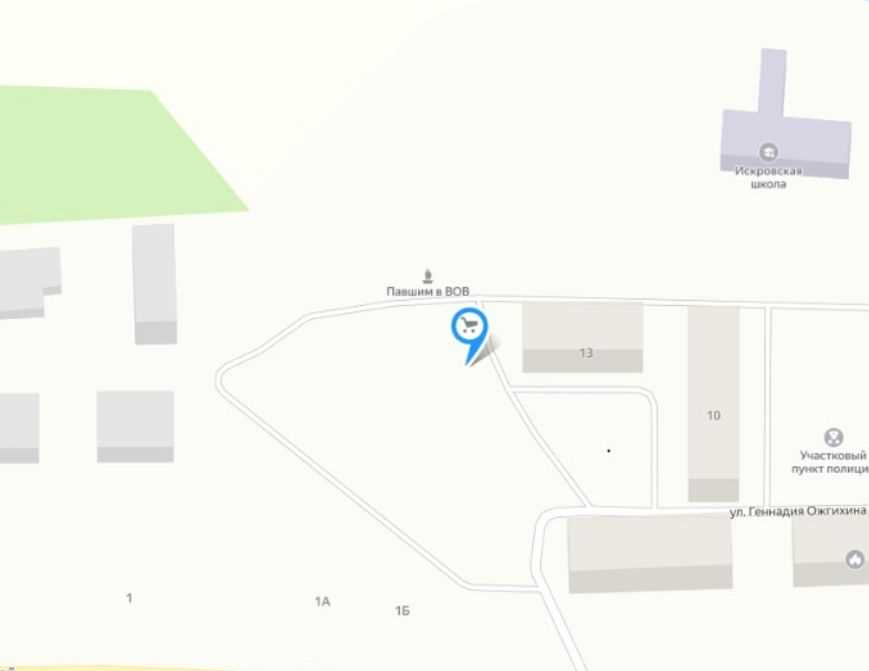 Искровская
школа
Павшим в ВОВ
13
10
Участковый
пункт полици
ул. Геннадия Ожгихина
1
1А
1Б